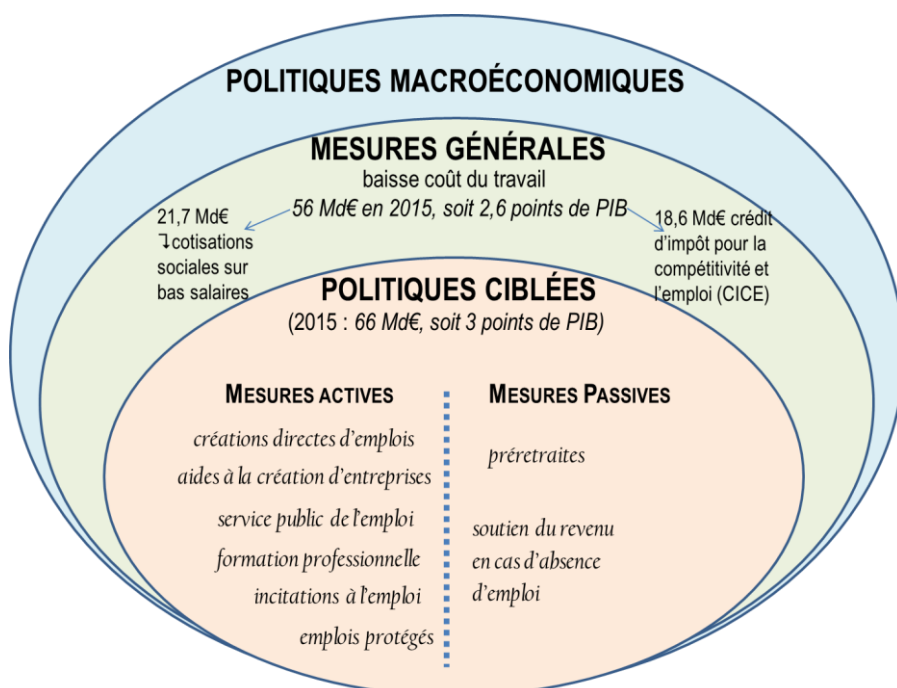 POLITIQUES MACROÉCONOMIQUES
MESURES GÉNÉRALES
baisse coût du travail
56 Md€ en 2015, soit 2,6 points de PIB
21,7 Md€
↴cotisations
sociales sur
bas salaires
18,6 Md€ crédit
d'impôt pour la
compétitivité et
l'emploi (CICE)
POLITIQUES CIBLÉES
(2015 : 66 Md€, soit 3 points de PIB)
MESURES ACTIVES
créations directes d'emplois
aides à la création d'entreprises
service public de l'emploi
formation professionnelle
incitations à l'emploi
emplois protégés
MESURES PASSIVES
préretraites
soutien du revenu
en cas d'absence
d'emploi